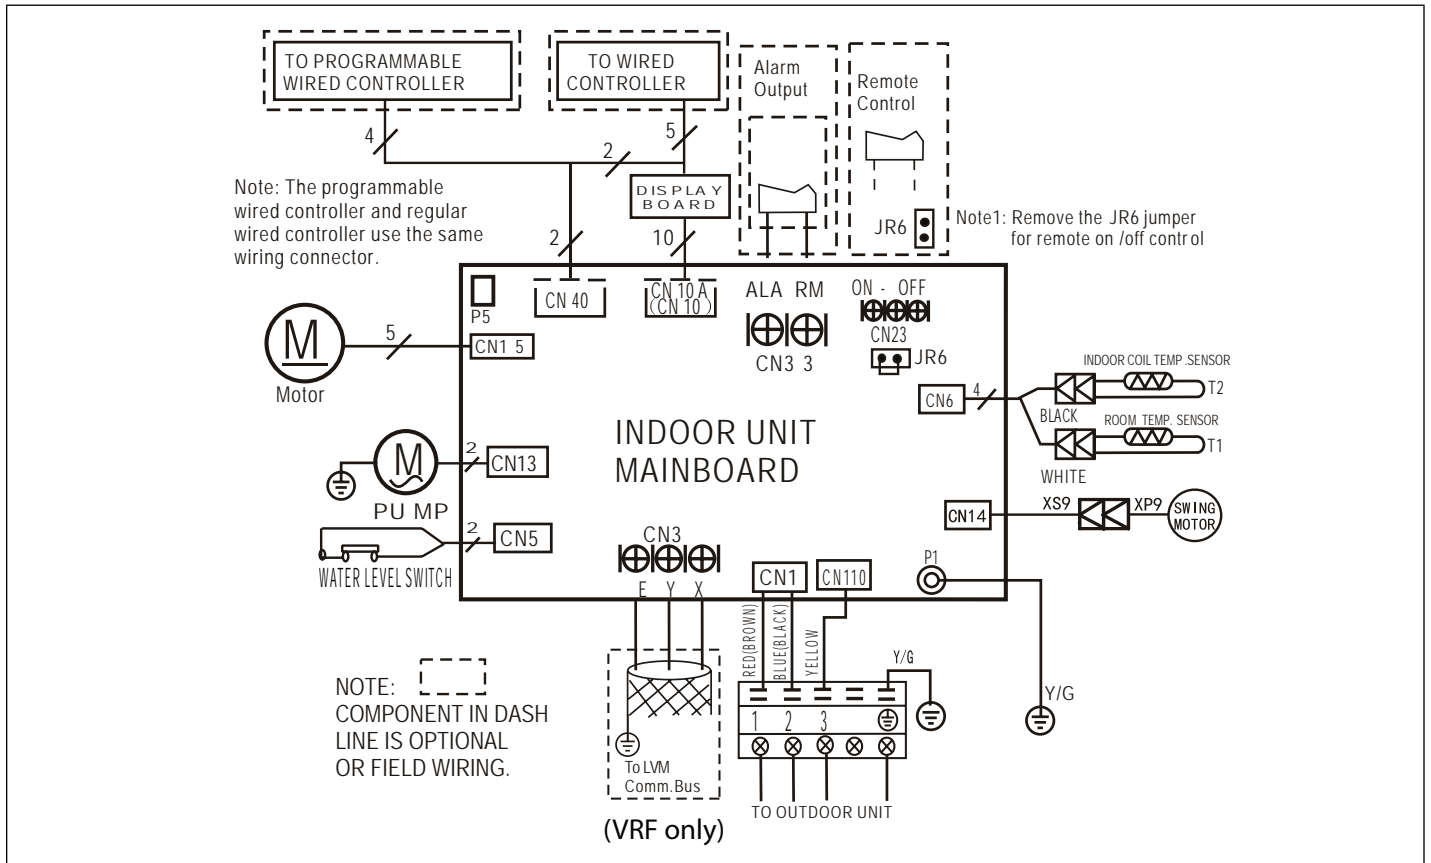 TO PROGRAMMABLE
WIRED CONTROLLER
TO WIRED
CONTROLLER
Alarm
Output
Remote
Control
4
5
2
Note: The programmable
wired controller and regular
wired controller use the same
wiring connector.
DISPLAY
BOARD
JR6
Note1: Remove the JR6 jumper
for remote on /off control
2
10
P5
CN 40
CN 10 A
(CN 10)
ALA RM
CN3 3
ON - OFF
CN23
JR6
M
Motor
5
CN1 5
INDOOR UNIT
MAINBOARD
CN6
4
INDOOR COIL TEMP .SENSOR
T2
BLACK
ROOM TEMP. SENSOR
T1
WHITE
M
PU MP
2
CN13
CN14
XS9
XP9
SWING
MOTOR
WATER LEVEL SWITCH
2
CN5
CN3
E Y X
CN1
CN110
P1
RED(BROWN)
BLUE(BLACK)
YELLOW
Y/G
Y/G
NOTE:
COMPONENT IN DASH
LINE IS OPTIONAL
OR FIELD WIRING.
To LVM
Comm.Bus
(VRF only)
1 2 3
TO OUTDOOR UNIT